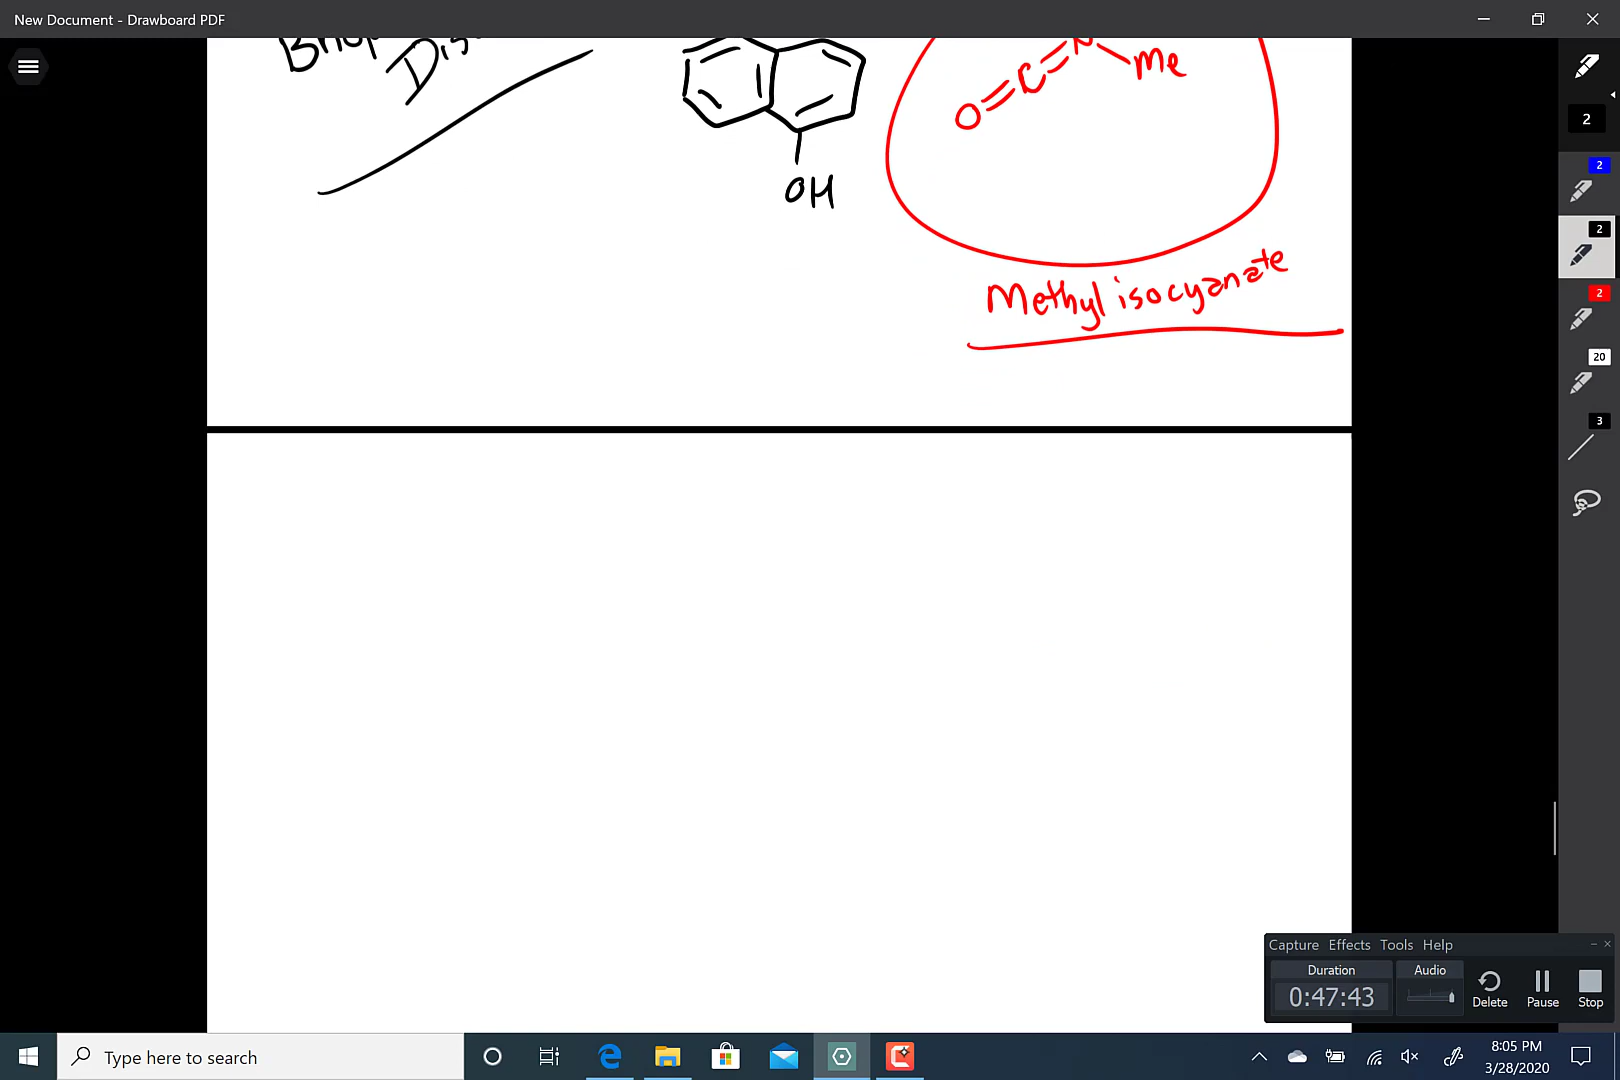 New Document - Drawboard PDF
O=C=N Me
OH
Methyl isocyanate
2
2
2
2
20
3
Capture Effects Tools Help
Duration
Audio
0:47:43
Delete
Pause
Stop
Type here to search
8:05 PM
3/28/2020